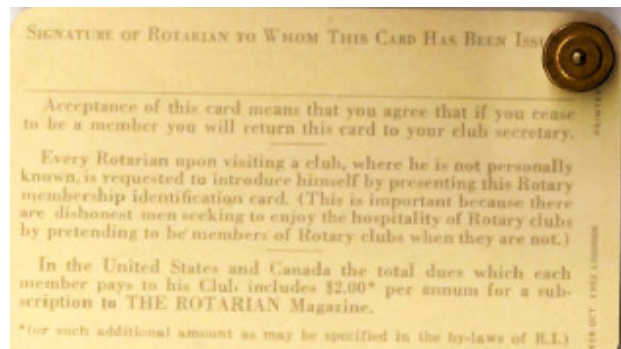 SIGNATURE OF ROTARIAN TO WHOM THIS CARD HAS BEEN
Acceptance of this card means that you agree that if you cease
to be a member you will return this card to your club secretary.
Every Rotarian upon visiting a club, where he is not personally
known, is requested to introduce himself by presenting this Rotary
membership identification card. (This is important because there
are dishonest men seeking to enjoy the hospitality of Rotary clubs
by pretending to be members of Rotary clubs when they are not.)
In the United States and Canada the total dues which each
member pays to his Club includes $2.00* per annum for a sub-
scription to THE ROTARIAN Magazine.
*(or such additional amount as may be specified in the by-laws of R.I.)